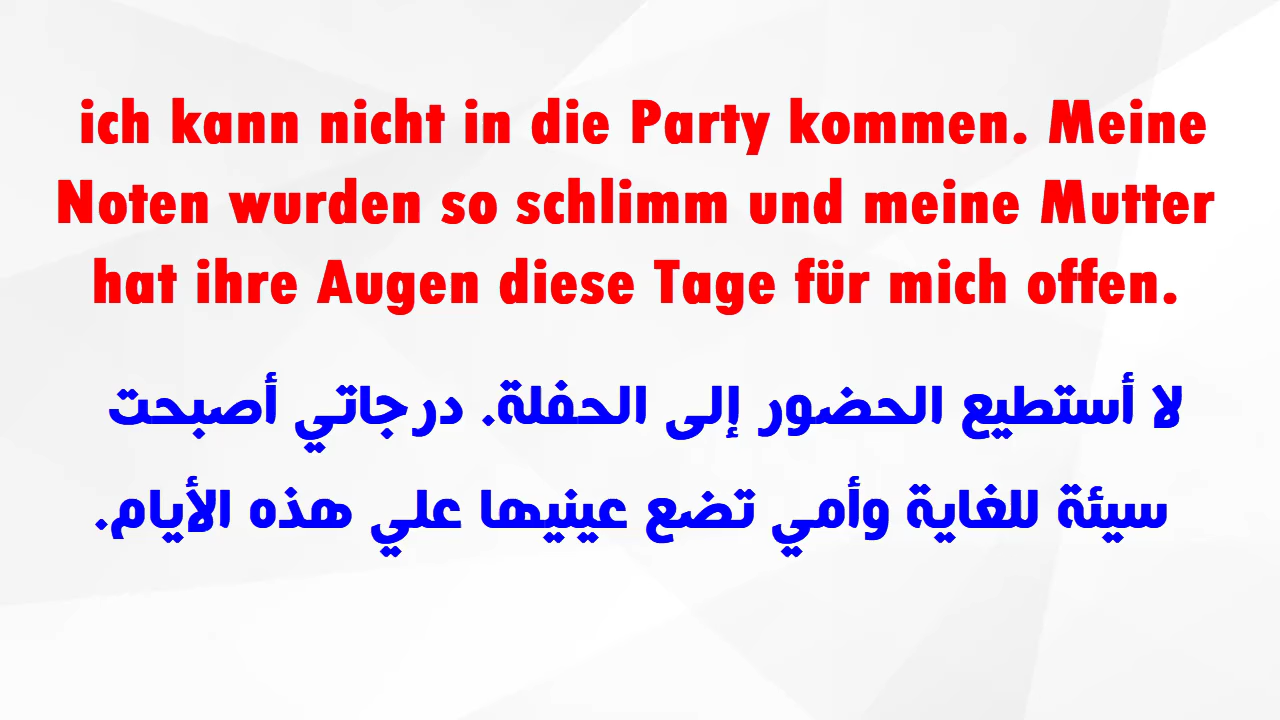 ich kann nicht in die Party kommen. Meine
Noten wurden so schlimm und meine Mutter
hat ihre Augen diese Tage für mich offen.
لا أستطيع الحضور إلى الحفلة. درجاتي أصبحت
سيئة للغاية وأمي تضع عينيها علي هذه الأيام.